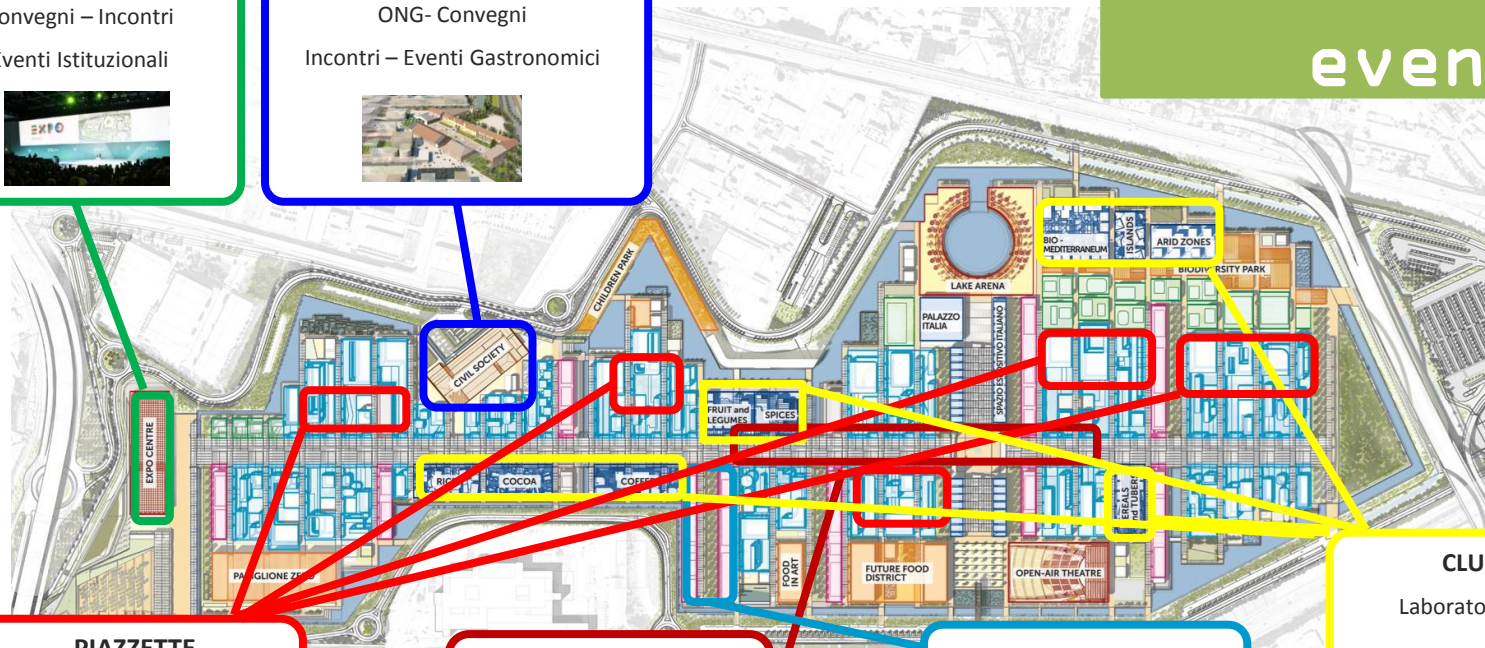 onvegni – Incontri
venti Istituzionali
EXPO
ONG- Convegni
Incontri – Eventi Gastronomici
even
CHILDREN PARK
LAKE ARENA
BIO -
MEDITERRANEUM
ISLANDS
ARID ZONES
BIODIVERSITY PARK
PALAZZO
ITALIA
SPAZIO ESPOSITIVO ITALIANO
CIVIL SOCIETY
EXPO CENTRE
FRUIT and
LEGUMES
SPICES
RICE
COCOA
COFFEE
CEREALS
and TUBERS
PADIGLIONE ZERO
FOOD
IN ART
FUTURE FOOD
DISTRICT
OPEN-AIR THEATRE
PIAZZETTE
CLU
Laborato